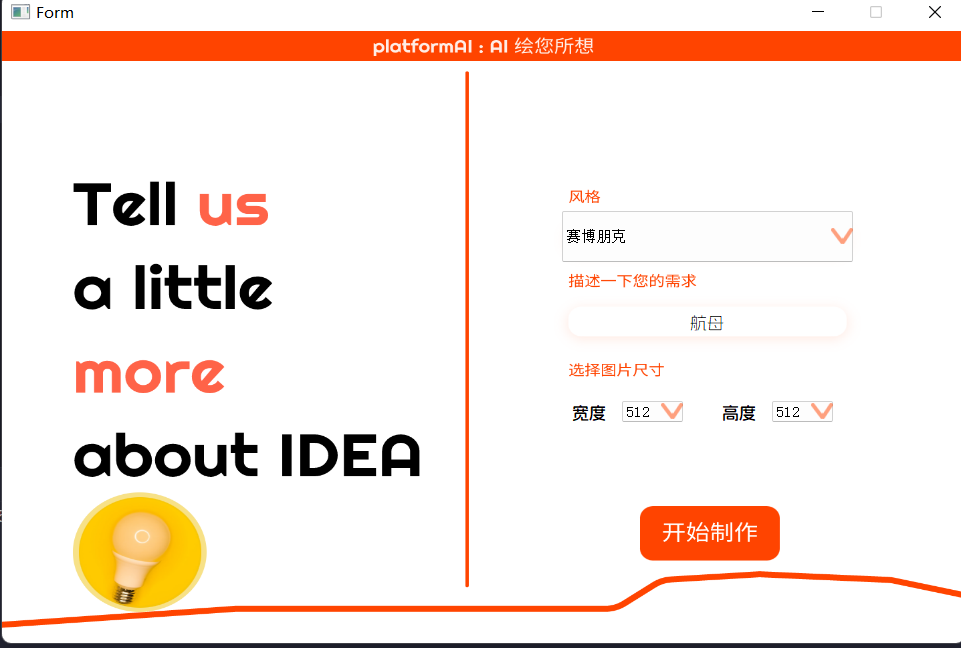 Form
platformAI : AI 绘您所想
Tell us
a little
more
about IDEA
风格
赛博朋克
描述一下您的需求
航母
选择图片尺寸
宽度 512 高度 512
开始制作